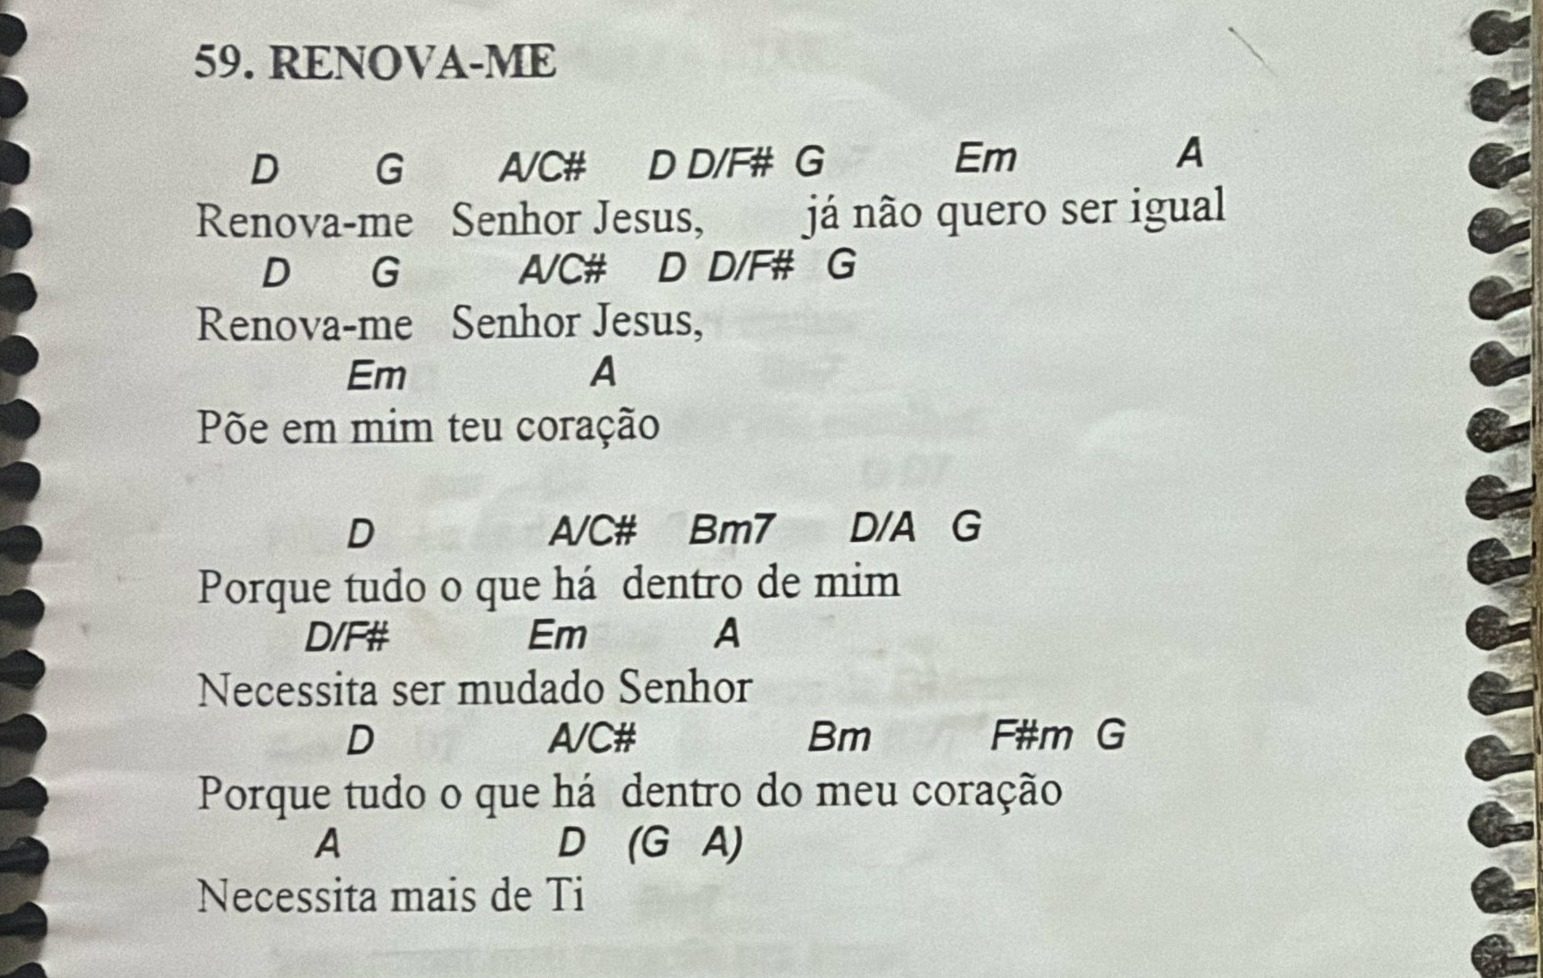 59. RENOVA-ME
D G A/C# D D/F# G Em A
Renova-me Senhor Jesus, já não quero ser igual
D G A/C# D D/F# G
Renova-me Senhor Jesus,
Em A
Põe em mim teu coração
D A/C# Bm7 D/A G
Porque tudo o que há dentro de mim
D/F# Em A
Necessita ser mudado Senhor
D A/C# Bm F#m G
Porque tudo o que há dentro do meu coração
A D (G A)
Necessita mais de Ti